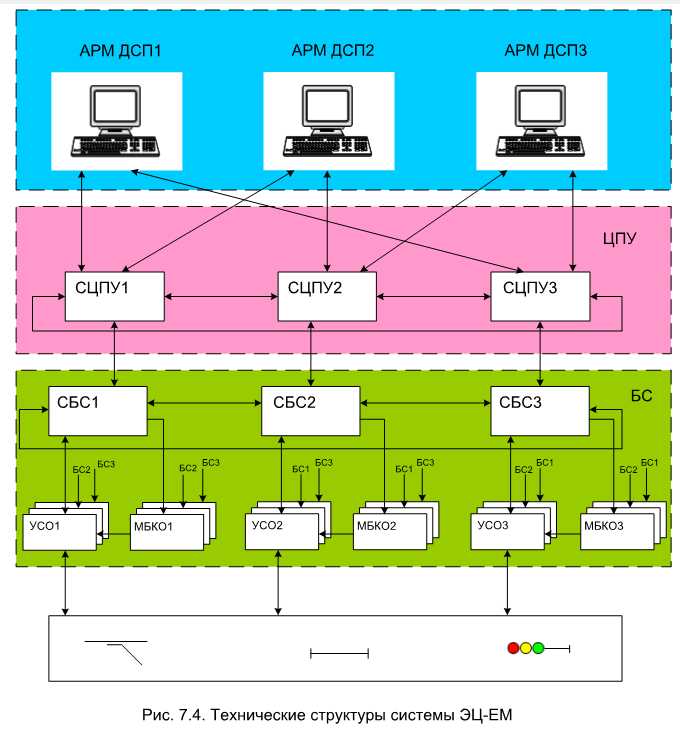 АРМ ДСП1 АРМ ДСП2 АРМ ДСП3
ЦПУ
СЦПУ1 СЦПУ2 СЦПУ3
БС
СБС1 СБС2 СБС3
БС2 БС3 БС2 БС3 БС1 БС3 БС1 БС3 БС2 БС1 БС2 БС1
УСО1 МБКО1 УСО2 МБКО2 УСО3 МБКО3
Рис. 7.4. Технические структуры системы ЭЦ-ЕМ